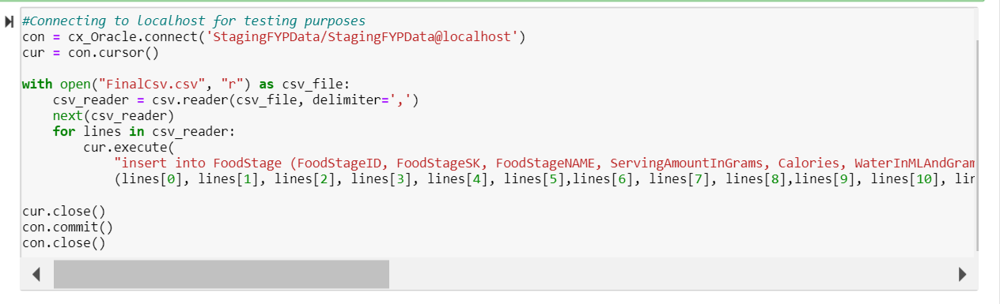 #Connecting to localhost for testing purposes
con = cx_Oracle.connect('StagingFYPData/StagingFYPData@localhost')
cur = con.cursor()
with open("FinalCsv.csv", "r") as csv_file:
    csv_reader = csv.reader(csv_file, delimiter=',')
    next(csv_reader)
    for lines in csv_reader:
        cur.execute(
            "insert into FoodStage (FoodStageID, FoodStageSK, FoodStageNAME, ServingAmountInGrams, Calories, WaterInMLAndGram
            (lines[0], lines[1], lines[2], lines[3], lines[4], lines[5],lines[6], lines[7], lines[8],lines[9], lines[10], lin
cur.close()
con.commit()
con.close()